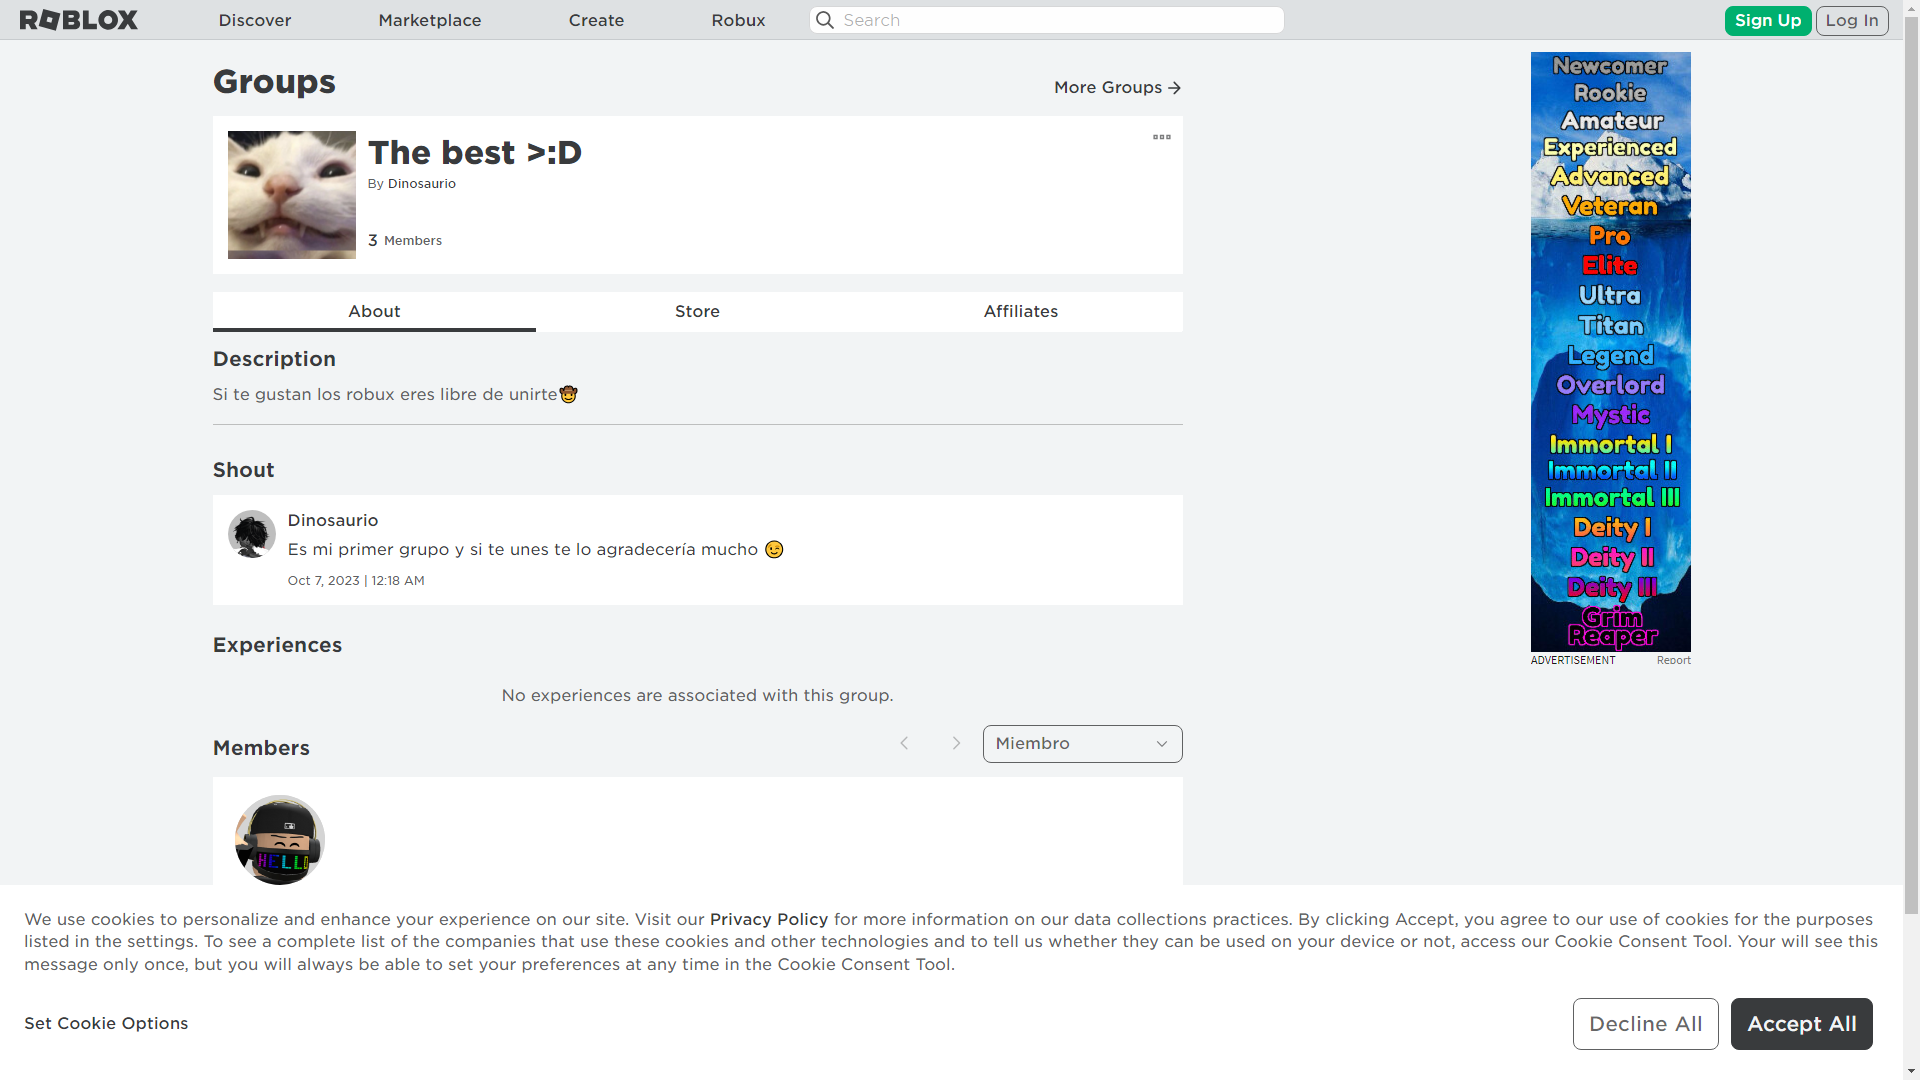 ROBLOX
Discover
Marketplace
Create
Robux
Search
Sign Up
Log In
Groups
More Groups
The best >:D
By Dinosaurio
3 Members
About
Store
Affiliates
Description
Si te gustan los robux eres libre de unirte🤠
Shout
Dinosaurio
Es mi primer grupo y si te unes te lo agradecería mucho 😉
Oct 7, 2023 | 12:18 AM
Experiences
No experiences are associated with this group.
Members
Miembro
HELLO
Newcomer
Rookie
Amateur
Experienced
Advanced
Veteran
Pro
Elite
Ultra
Titan
Legend
Overlord
Mystic
Immortal I
Immortal II
Immortal III
Deity I
Deity II
Deity III
Grim
Reaper
ADVERTISEMENT
Report
We use cookies to personalize and enhance your experience on our site. Visit our Privacy Policy for more information on our data collections practices. By clicking Accept, you agree to our use of cookies for the purposes
listed in the settings. To see a complete list of the companies that use these cookies and other technologies and to tell us whether they can be used on your device or not, access our Cookie Consent Tool. Your will see this
message only once, but you will always be able to set your preferences at any time in the Cookie Consent Tool.
Set Cookie Options
Decline All
Accept All